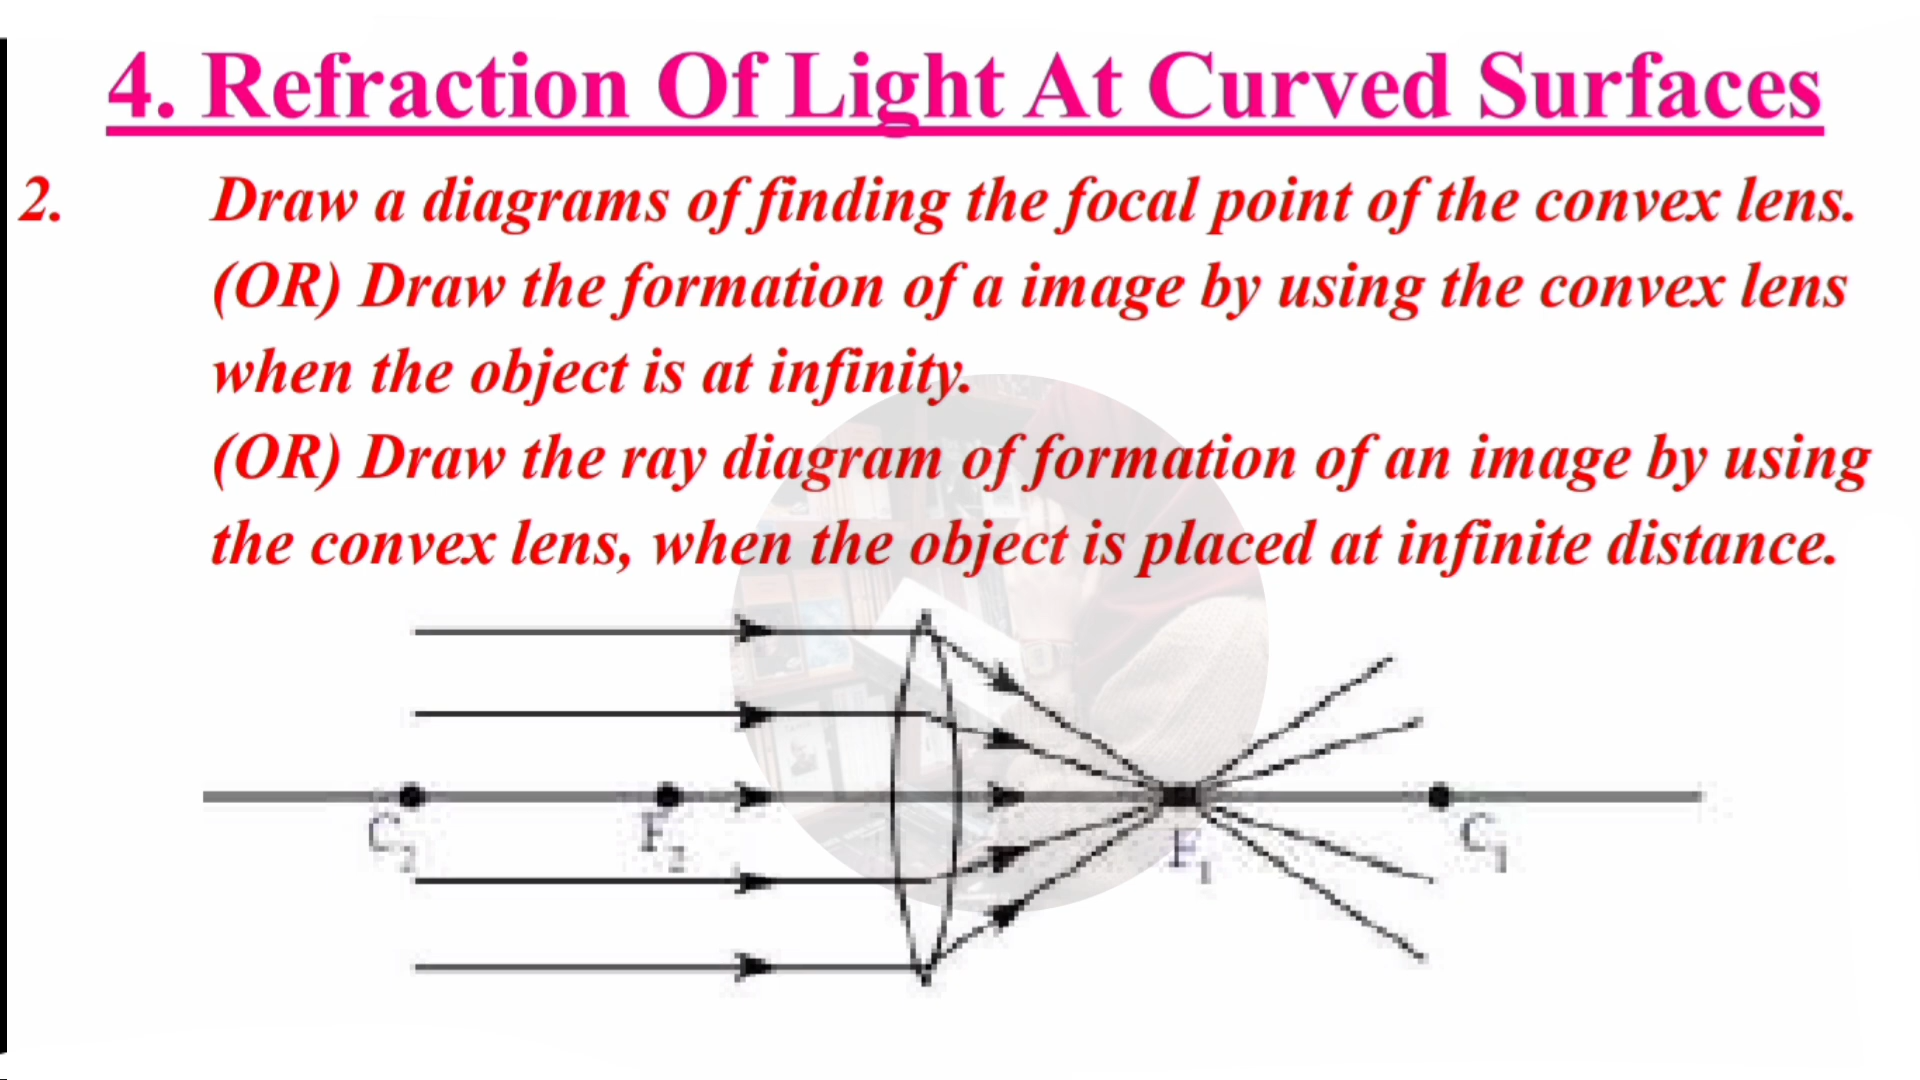 4. Refraction Of Light At Curved Surfaces
2. Draw a diagrams of finding the focal point of the convex lens.
(OR) Draw the formation of a image by using the convex lens
when the object is at infinity.
(OR) Draw the ray diagram of formation of an image by using
the convex lens, when the object is placed at infinite distance.
C₂ F₂ F₁ C₁